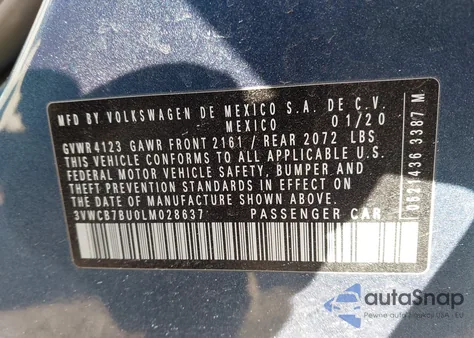 MFD BY VOLKSWAGEN DE MEXICO S.A. DE C.V.
MEXICO 01/20
GVWR4123 GAWR FRONT 2161 / REAR 2072 LBS
THIS VEHICLE CONFORMS TO ALL APPLICABLE
FEDERAL MOTOR VEHICLE SAFETY, BUMPER AND
THEFT PREVENTION STANDARDS IN EFFECT ON
THE DATE OF MANUFACTURE SHOWN ABOVE.
3VWCB7BU0LM028637 PASSENGER CAR
436 3387 M
autoSnap